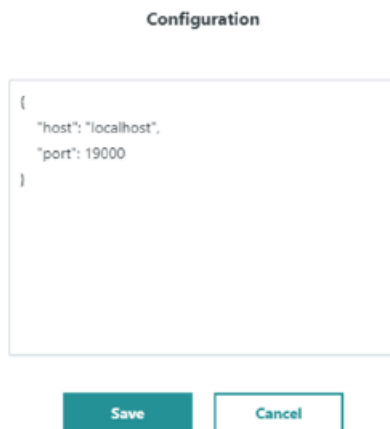 Configuration
{
"host": "localhost",
"port": 19000
}
Save
Cancel